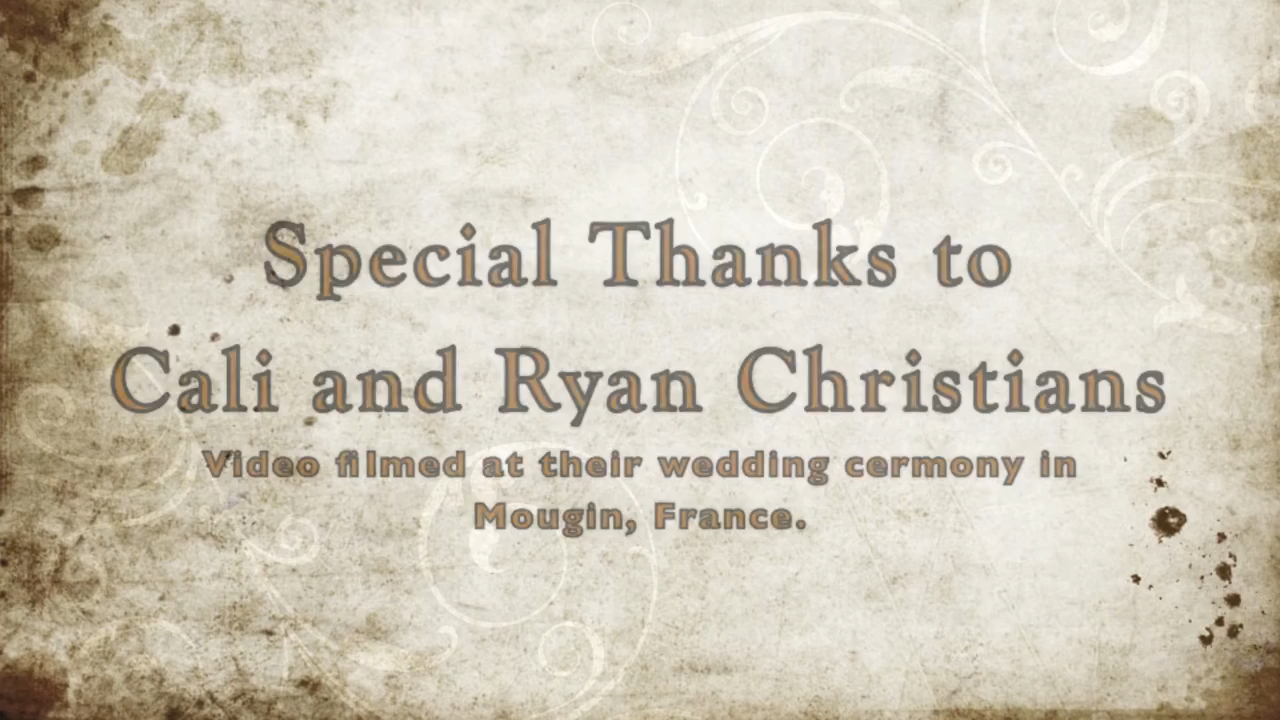 Special Thanks to
Cali and Ryan Christians
Video filmed at their wedding cermony in
Mougin, France.